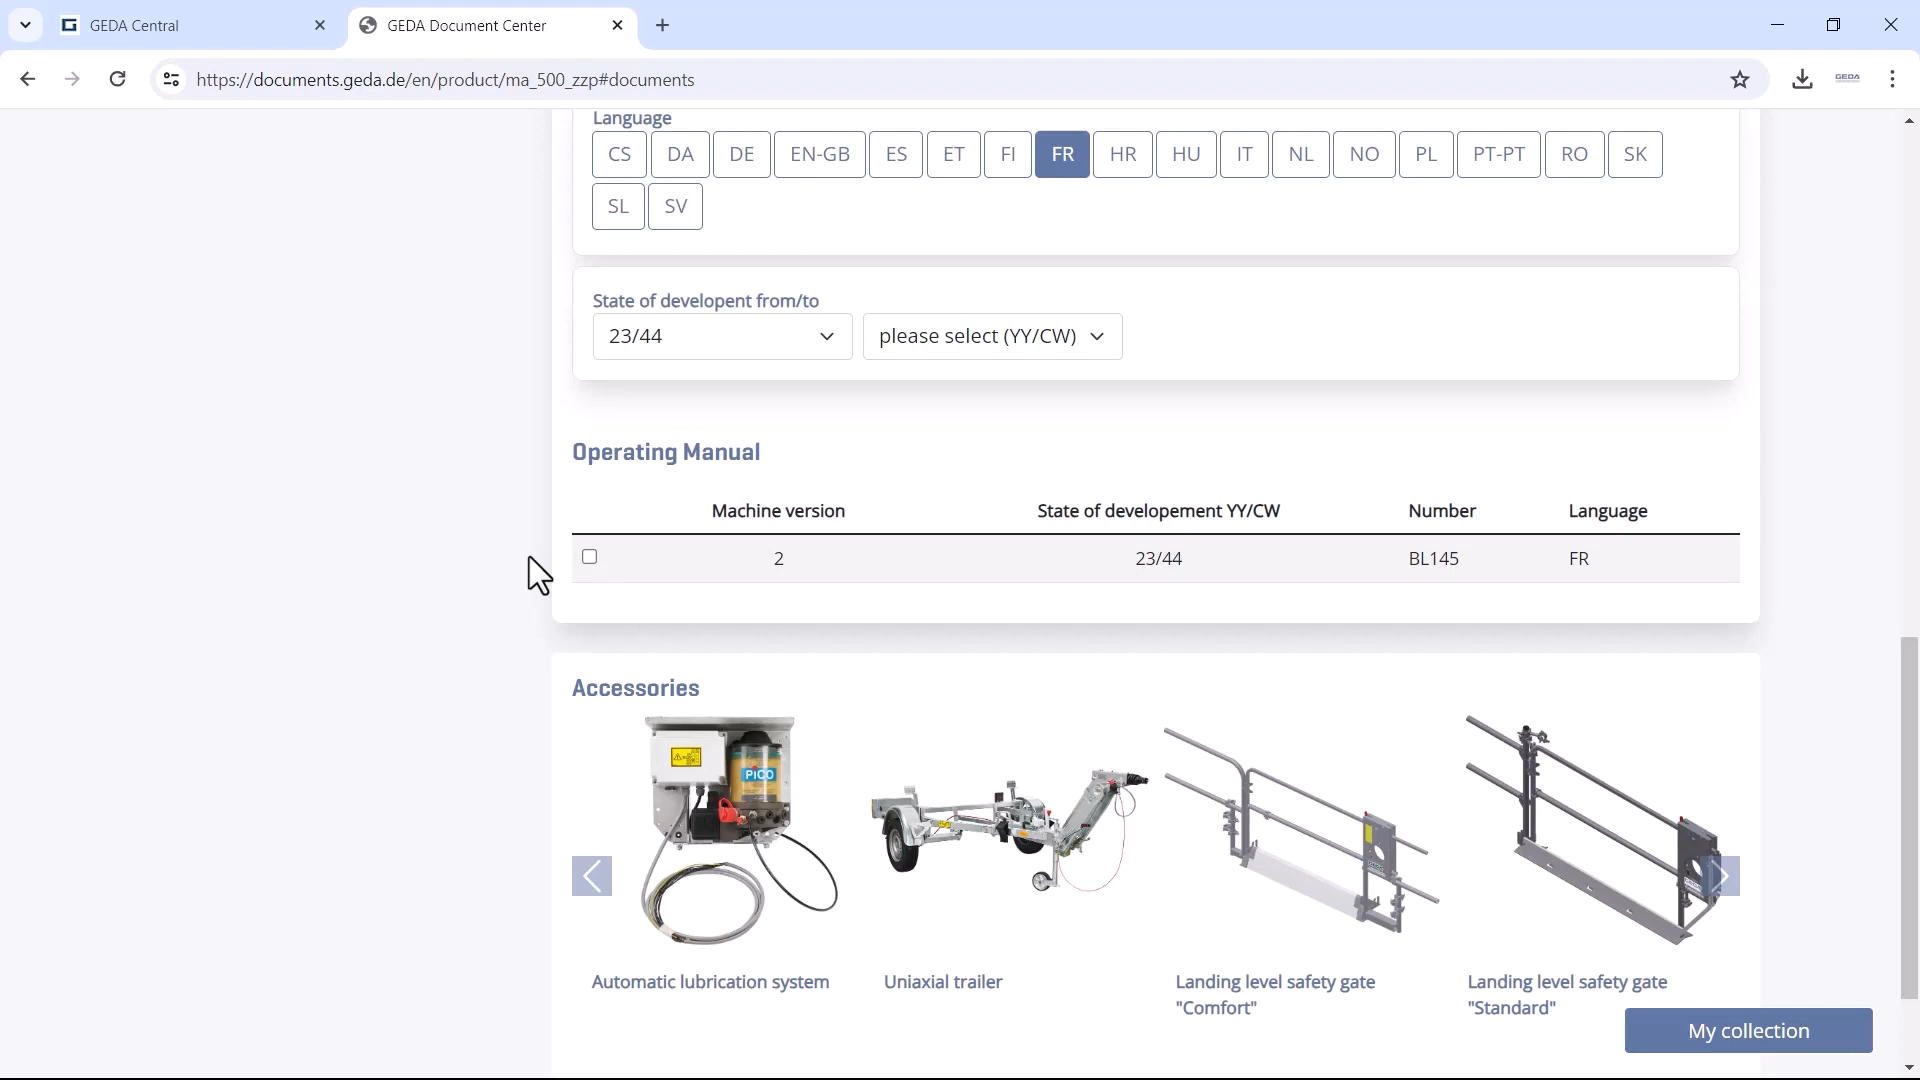 GEDA Central
GEDA Document Center
https://documents.geda.de/en/product/ma_500_zzp#documents
GEDA
Language
CS DA DE EN-GB ES ET FI FR HR HU IT NL NO PL PT-PT RO SK
SL SV
State of developent from/to
23/44 please select (YY/CW)
Operating Manual
Machine version State of developement YY/CW Number Language
2 23/44 BL145 FR
Accessories
PICO
Automatic lubrication system
Uniaxial trailer
Landing level safety gate
"Comfort"
Landing level safety gate
"Standard"
My collection